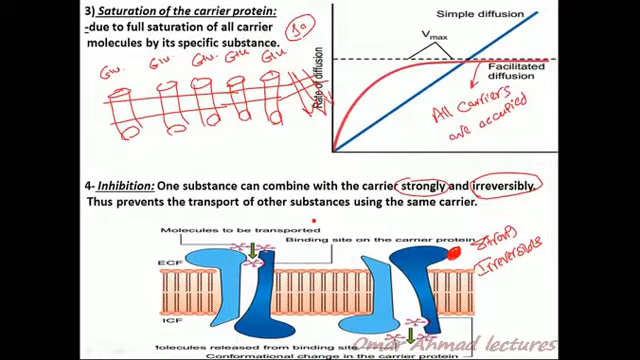 3) Saturation of the carrier protein:
-due to full saturation of all carrier
molecules by its specific substance.
10
Glu. Glu. Glu Glu Glu
Simple diffusion
Vmax
Facilitated
diffusion
Rate of diffusion
All Carriers
are occupied
4- Inhibition: One substance can combine with the carrier strongly and irreversibly.
Thus prevents the transport of other substances using the same carrier.
Molecules to be transported
Binding site on the carrier protein
Strong
Irreversible
ECF
ICF
Omar Ahmad lectures
Molecules released from binding site
Conformational change in the carrier protein